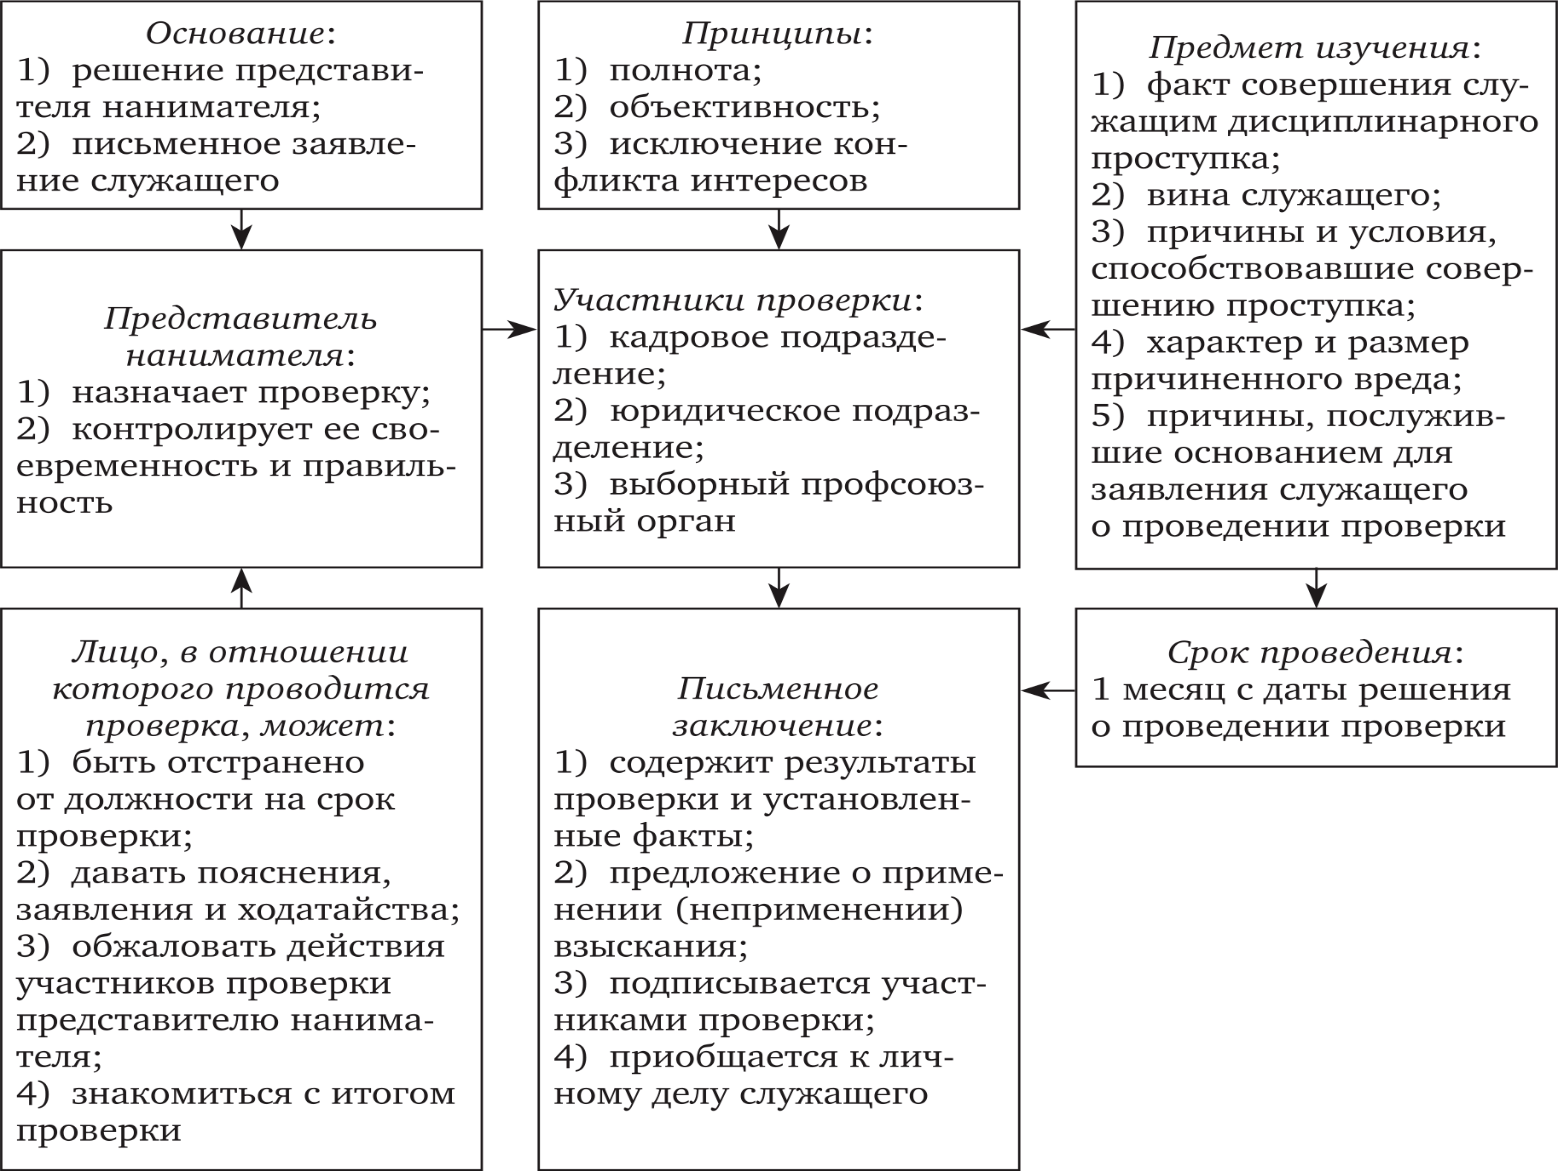 Основание:
1) решение представи-
теля нанимателя;
2) письменное заявле-
ние служащего
Принципы:
1) полнота;
2) объективность;
3) исключение кон-
фликта интересов
Предмет изучения:
1) факт совершения слу-
жащим дисциплинарного
проступка;
2) вина служащего;
3) причины и условия,
способствовавшие совер-
шению проступка;
4) характер и размер
причиненного вреда;
5) причины, послужив-
шие основанием для
заявления служащего
о проведении проверки
Представитель
нанимателя:
1) назначает проверку;
2) контролирует ее сво-
евременность и правиль-
ность
Участники проверки:
1) кадровое подразде-
ление;
2) юридическое подраз-
деление;
3) выборный профсоюз-
ный орган
Лицо, в отношении
которого проводится
проверка, может:
1) быть отстранено
от должности на срок
проверки;
2) давать пояснения,
заявления и ходатайства;
3) обжаловать действия
участников проверки
представителю нанима-
теля;
4) знакомиться с итогом
проверки
Письменное
заключение:
1) содержит результаты
проверки и установлен-
ные факты;
2) предложение о приме-
нении (неприменении)
взыскания;
3) подписывается участ-
никами проверки;
4) приобщается к лич-
ному делу служащего
Срок проведения:
1 месяц с даты решения
о проведении проверки